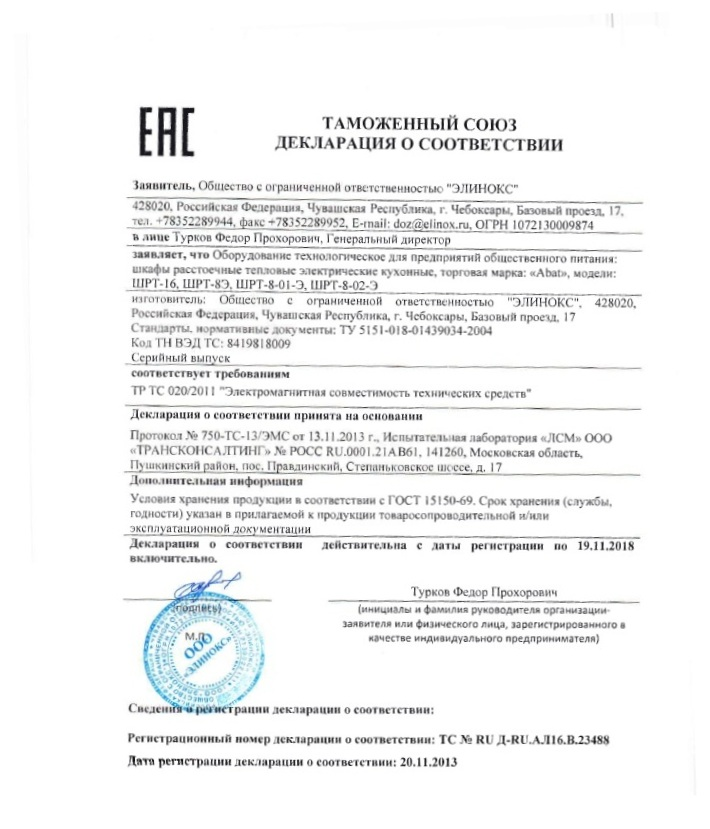 EAC
ТАМОЖЕННЫЙ СОЮЗ
ДЕКЛАРАЦИЯ О СООТВЕТСТВИИ
Заявитель, Общество с ограниченной ответственностью "ЭЛИНОКС"
428020, Российская Федерация, Чувашская Республика, г. Чебоксары, Базовый проезд, 17,
тел. +78352289944, факс +78352289952, E-mail: doz@elinox.ru, ОГРН 1072130009874
в лице Турков Федор Прохорович, Генеральный директор
заявляет, что Оборудование технологическое для предприятий общественного питания:
шкафы расстоечные тепловые электрические кухонные, торговая марка: «Abat», модели:
ШРТ-16, ШРТ-8Э, ШРТ-8-01-Э, ШРТ-8-02-Э
изготовитель: Общество с ограниченной ответственностью "ЭЛИНОКС", 428020,
Российская Федерация, Чувашская Республика, г. Чебоксары, Базовый проезд, 17
Стандарты, нормативные документы: ТУ 5151-018-01439034-2004
Код ТН ВЭД ТС: 8419818009
Серийный выпуск
соответствует требованиям
ТР ТС 020/2011 "Электромагнитная совместимость технических средств"
Декларация о соответствии принята на основании
Протокол № 750-ТС-13/ЭМС от 13.11.2013 г., Испытательная лаборатория «ЛСМ» ООО
«ТРАНСКОНСАЛТИНГ» № РОСС RU.0001.21АВ61, 141260, Московская область,
Пушкинский район, пос. Правдинский, Степаньковское шоссе, д. 17
Дополнительная информация
Условия хранения продукции в соответствии с ГОСТ 15150-69. Срок хранения (службы,
годности) указан в прилагаемой к продукции товаросопроводительной и/или
эксплуатационной документации
Декларация о соответствии действительна с даты регистрации по 19.11.2018
включительно.
Турков Федор Прохорович
(подпись)
(инициалы и фамилия руководителя организации-
заявителя или физического лица, зарегистрированного в
качестве индивидуального предпринимателя)
М.П.
ООО
«ЭЛИНОКС»
Сведения о регистрации декларации о соответствии:
Регистрационный номер декларации о соответствии: ТС № RU Д-RU.АЛ16.В.23488
Дата регистрации декларации о соответствии: 20.11.2013